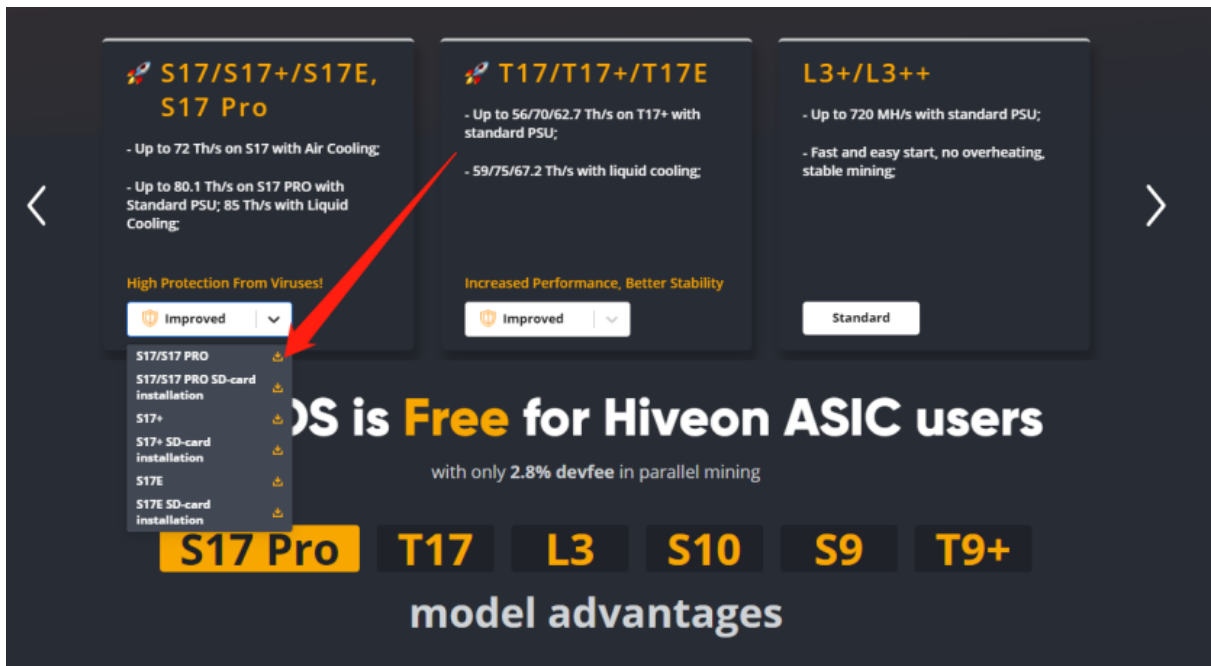 S17/S17+/S17E,
S17 Pro
- Up to 72 Th/s on S17 with Air Cooling;
- Up to 80.1 Th/s on S17 PRO with
Standard PSU; 85 Th/s with Liquid
Cooling;
High Protection From Viruses!
Improved
S17/S17 PRO
S17/S17 PRO SD-card
installation
S17+
S17+ SD-card
installation
S17E
S17E SD-card
installation
T17/T17+/T17E
- Up to 56/70/62.7 Th/s on T17+ with
standard PSU;
- 59/75/67.2 Th/s with liquid cooling;
Increased Performance, Better Stability
Improved
L3+/L3++
- Up to 720 MH/s with standard PSU;
- Fast and easy start, no overheating,
stable mining;
Standard
OS is Free for Hiveon ASIC users
with only 2.8% devfee in parallel mining
S17 Pro T17 L3 S10 S9 T9+
model advantages